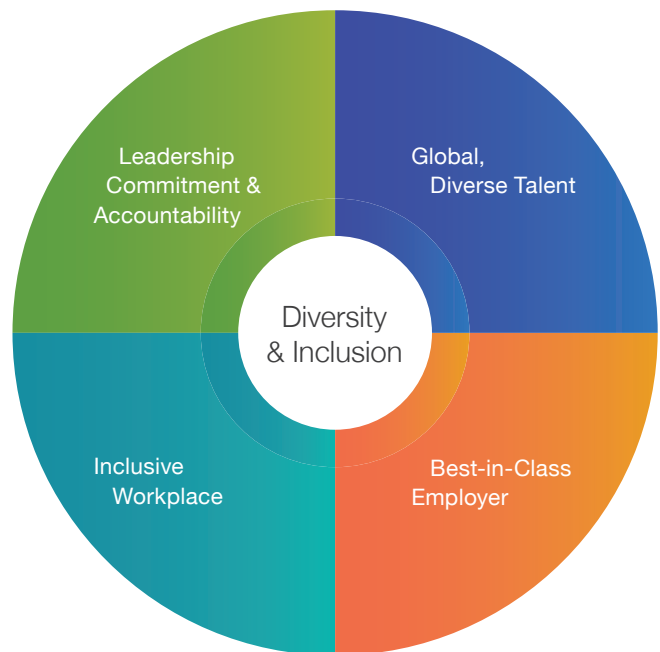 Leadership
Commitment &
Accountability
Global,
Diverse Talent
Diversity
& Inclusion
Inclusive
Workplace
Best-in-Class
Employer